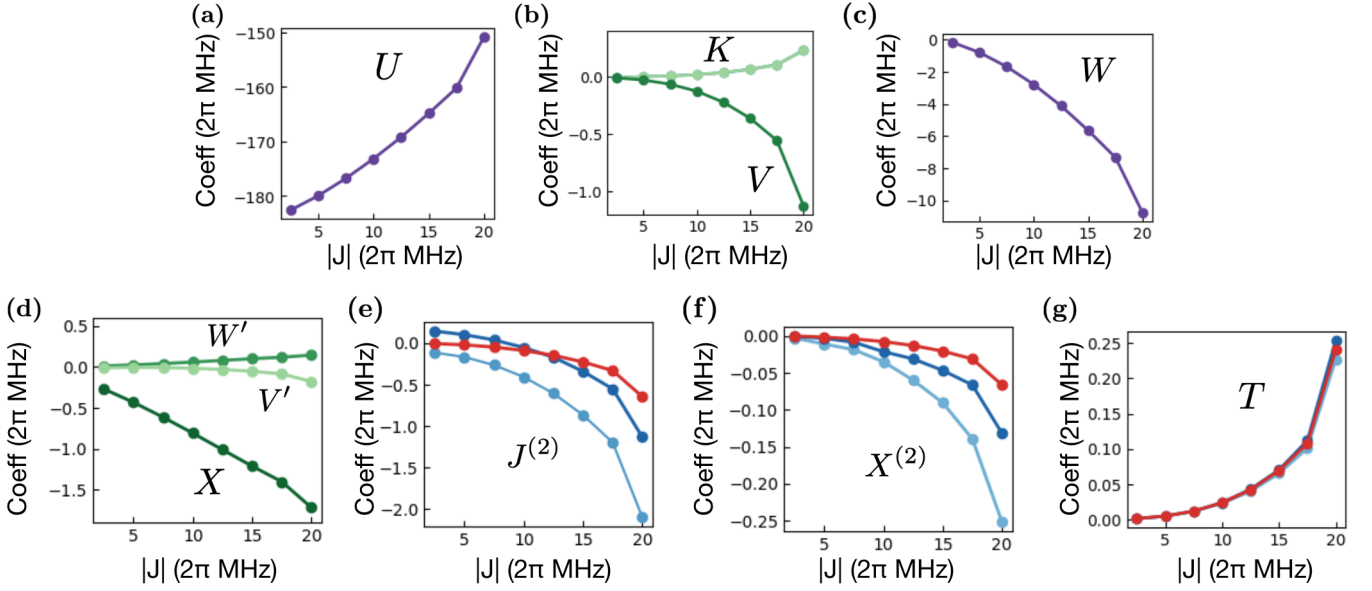 (a)
−150
−160
−170
−180
Coeff (2π MHz)
U
5 10 15 20
|J| (2π MHz)
(b)
0.0
−0.5
−1.0
Coeff (2π MHz)
K
V
5 10 15 20
|J| (2π MHz)
(c)
0
−2
−4
−6
−8
−10
Coeff (2π MHz)
W
5 10 15 20
|J| (2π MHz)
(d)
0.5
0.0
−0.5
−1.0
−1.5
Coeff (2π MHz)
W′
V′
X
5 10 15 20
|J| (2π MHz)
(e)
0.0
−0.5
−1.0
−1.5
−2.0
Coeff (2π MHz)
J(2)
5 10 15 20
|J| (2π MHz)
(f)
0.00
−0.05
−0.10
−0.15
−0.20
−0.25
Coeff (2π MHz)
X(2)
5 10 15 20
|J| (2π MHz)
(g)
0.25
0.20
0.15
0.10
0.05
0.00
Coeff (2π MHz)
T
5 10 15 20
|J| (2π MHz)